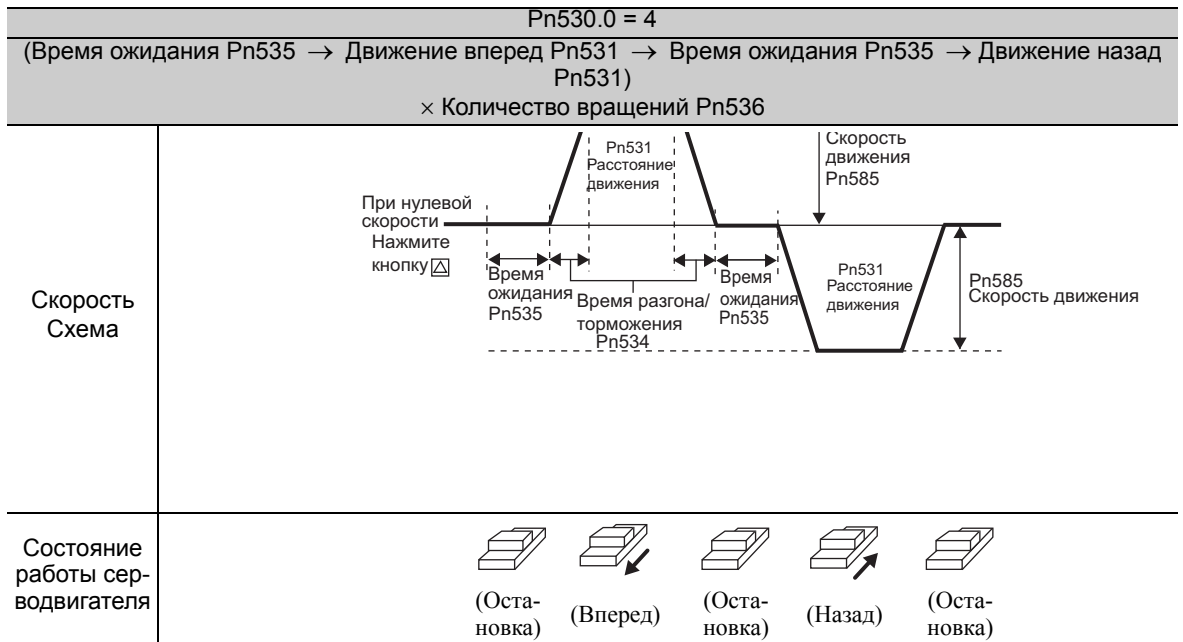 Pn530.0 = 4
(Время ожидания Pn535 → Движение вперед Pn531 → Время ожидания Pn535 → Движение назад
Pn531)
× Количество вращений Pn536
Скорость
Схема
Pn531
Расстояние
движения
Скорость
движения
Pn585
При нулевой
скорости
Нажмите
кнопку
Время
ожидания
Pn535
Время разгона/
торможения
Pn534
Время
ожидания
Pn535
Pn531
Расстояние
движения
Pn585
Скорость движения
Состояние
работы сер-
водвигателя
(Оста-
новка)
(Вперед)
(Оста-
новка)
(Назад)
(Оста-
новка)